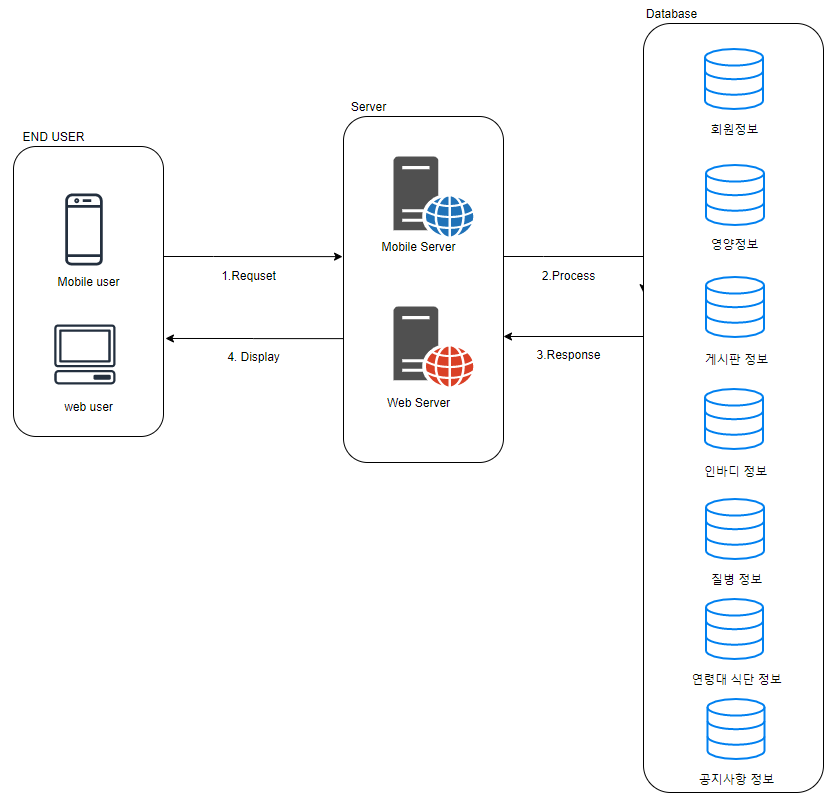 END USER
Mobile user
web user
1.Requset
4. Display
Server
Mobile Server
Web Server
2.Process
3.Response
Database
회원정보
영양정보
게시판 정보
인바디 정보
질병 정보
연령대 식단 정보
공지사항 정보